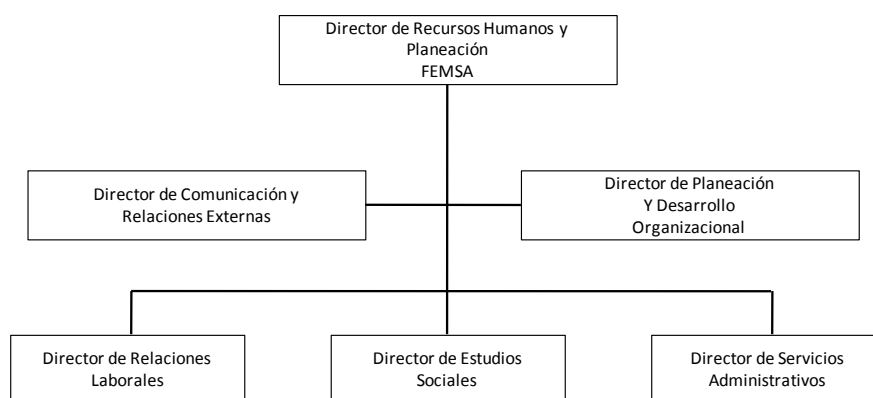 Director de Recursos Humanos y
Planeación
FEMSA
Director de Comunicación y
Relaciones Externas
Director de Planeación
Y Desarrollo
Organizacional
Director de Relaciones
Laborales
Director de Estudios
Sociales
Director de Servicios
Administrativos